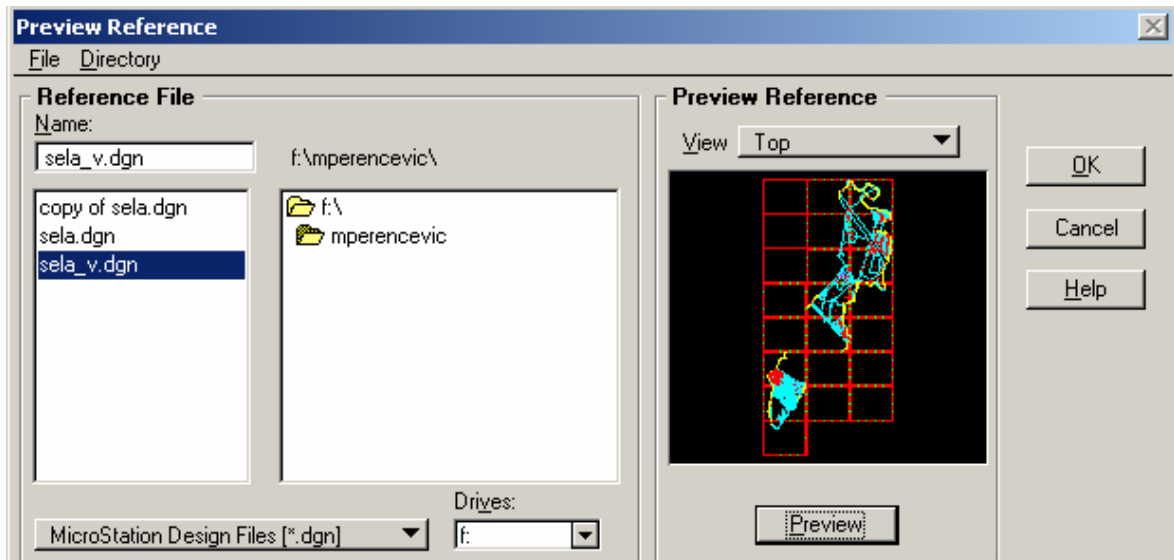 Preview Reference
File Directory
Reference File
Name:
sela_v.dgn
f:\mperencevic\
copy of sela.dgn
sela.dgn
sela_v.dgn
f:\
mperencevic
MicroStation Design Files [*.dgn]
Drives:
f:
Preview Reference
View Top
Preview
OK
Cancel
Help